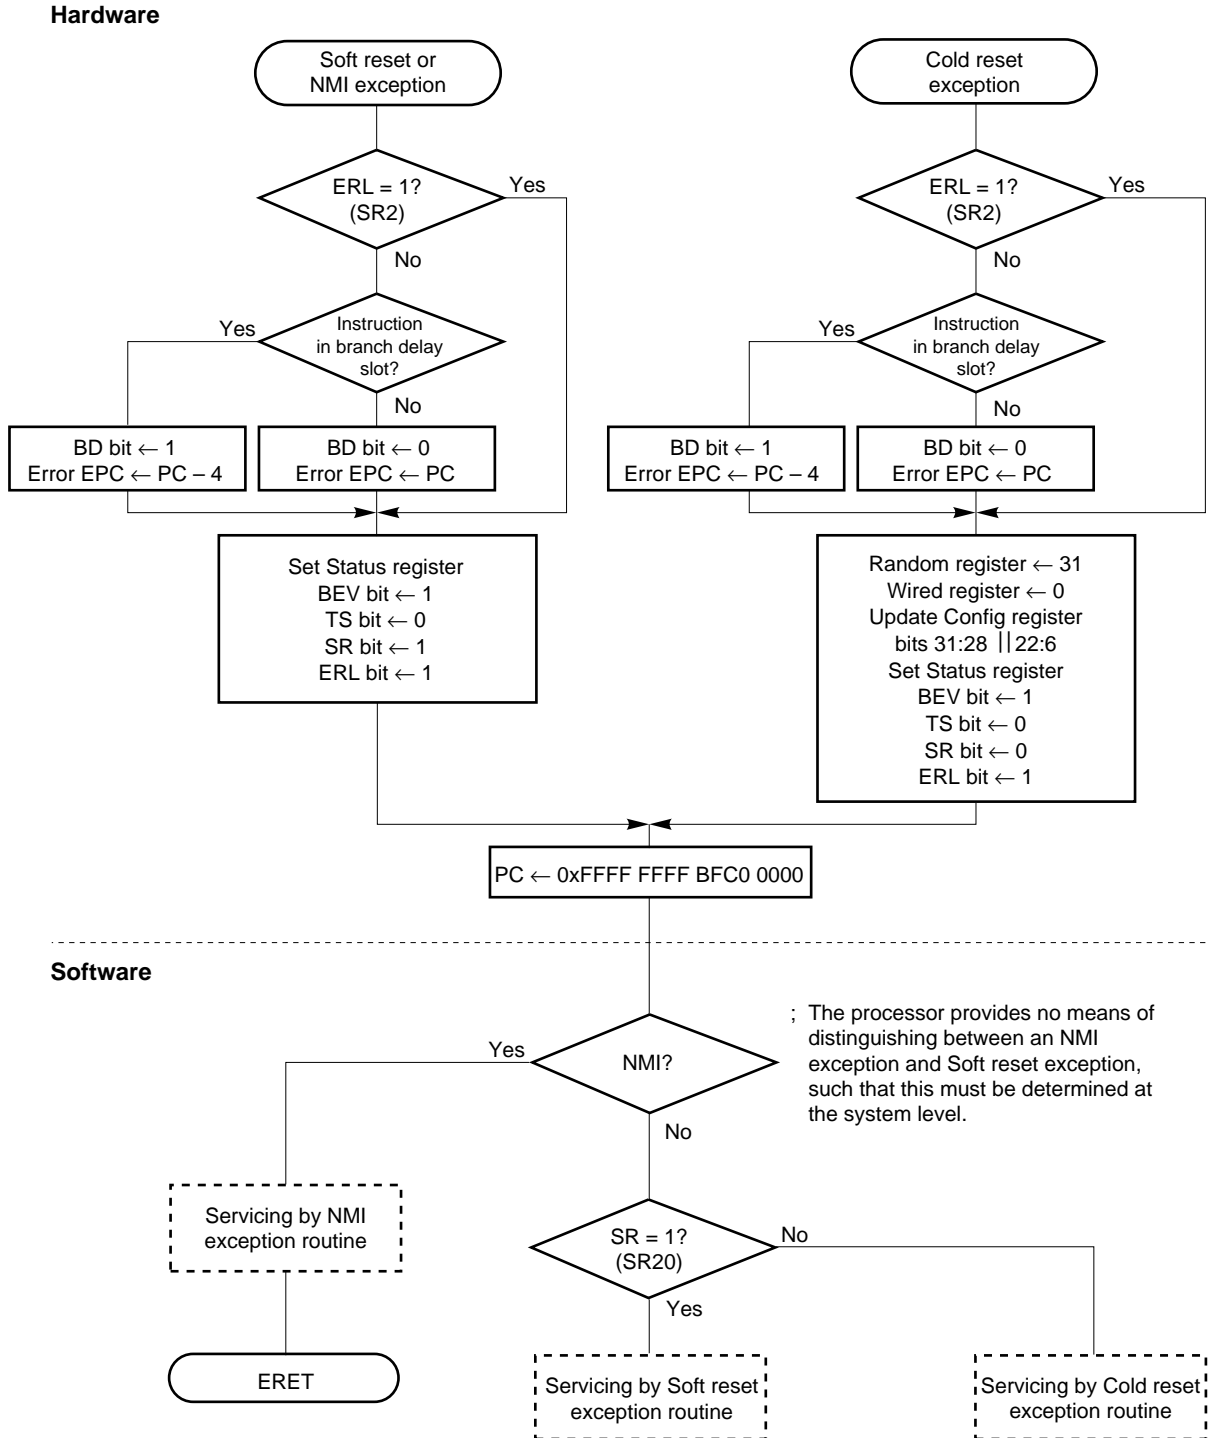 Hardware
Soft reset or
NMI exception
Cold reset
exception
ERL = 1?
(SR2)
Yes
No
ERL = 1?
(SR2)
Yes
No
Yes
Instruction
in branch delay
slot?
No
Yes
Instruction
in branch delay
slot?
No
BD bit ← 1
Error EPC ← PC – 4
BD bit ← 0
Error EPC ← PC
BD bit ← 1
Error EPC ← PC – 4
BD bit ← 0
Error EPC ← PC
Set Status register
BEV bit ← 1
TS bit ← 0
SR bit ← 1
ERL bit ← 1
Random register ← 31
Wired register ← 0
Update Config register
bits 31:28 || 22:6
Set Status register
BEV bit ← 1
TS bit ← 0
SR bit ← 0
ERL bit ← 1
PC ← 0xFFFF FFFF BFC0 0000
Software
Yes
NMI?
No
; The processor provides no means of
distinguishing between an NMI
exception and Soft reset exception,
such that this must be determined at
the system level.
Servicing by NMI
exception routine
SR = 1?
(SR20)
No
Yes
ERET
Servicing by Soft reset
exception routine
Servicing by Cold reset
exception routine